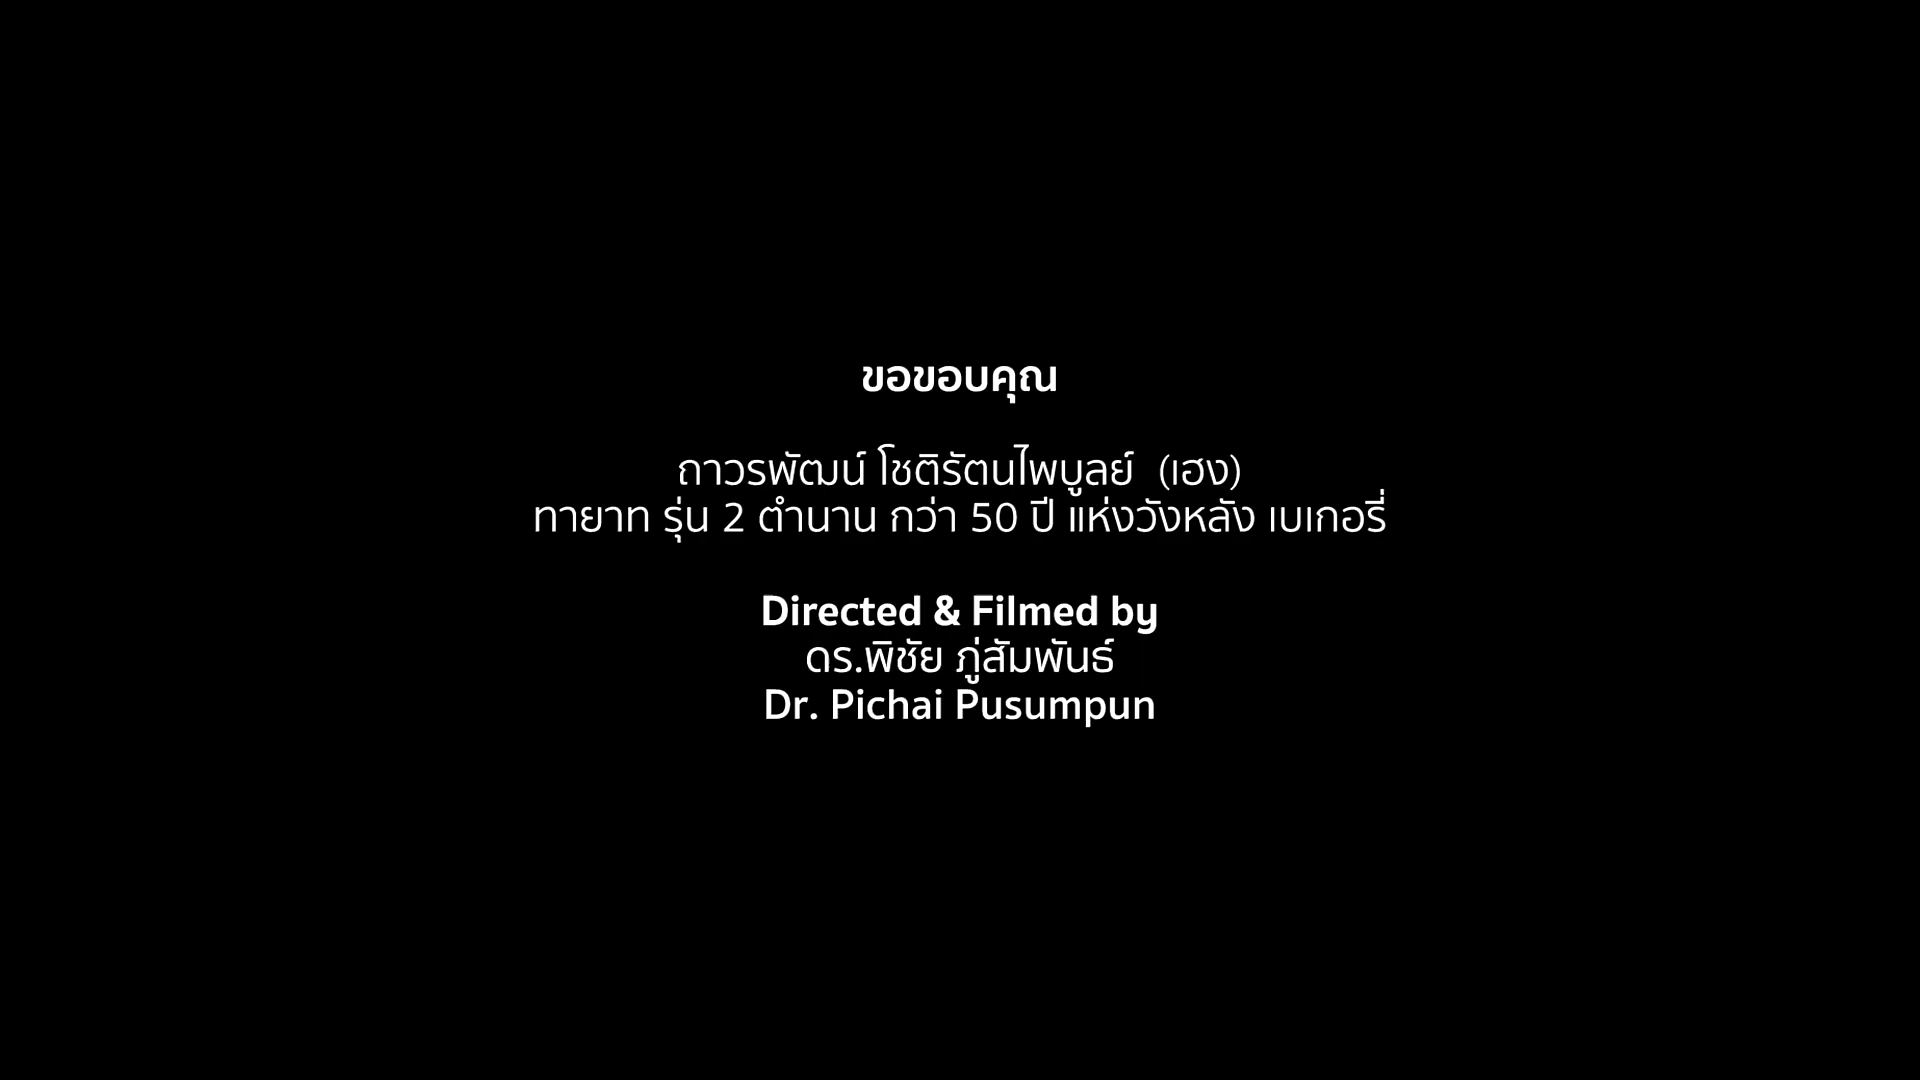 ขอขอบคุณ
ถาวรพัฒน์ โชติรัตนไพบูลย์ (เฮง)
ทายาท รุ่น 2 ตำนาน กว่า 50 ปี แห่งวังหลัง เบเกอรี่
Directed & Filmed by
ดร.พิชัย ภู่สัมพันธ์
Dr. Pichai Pusumpun